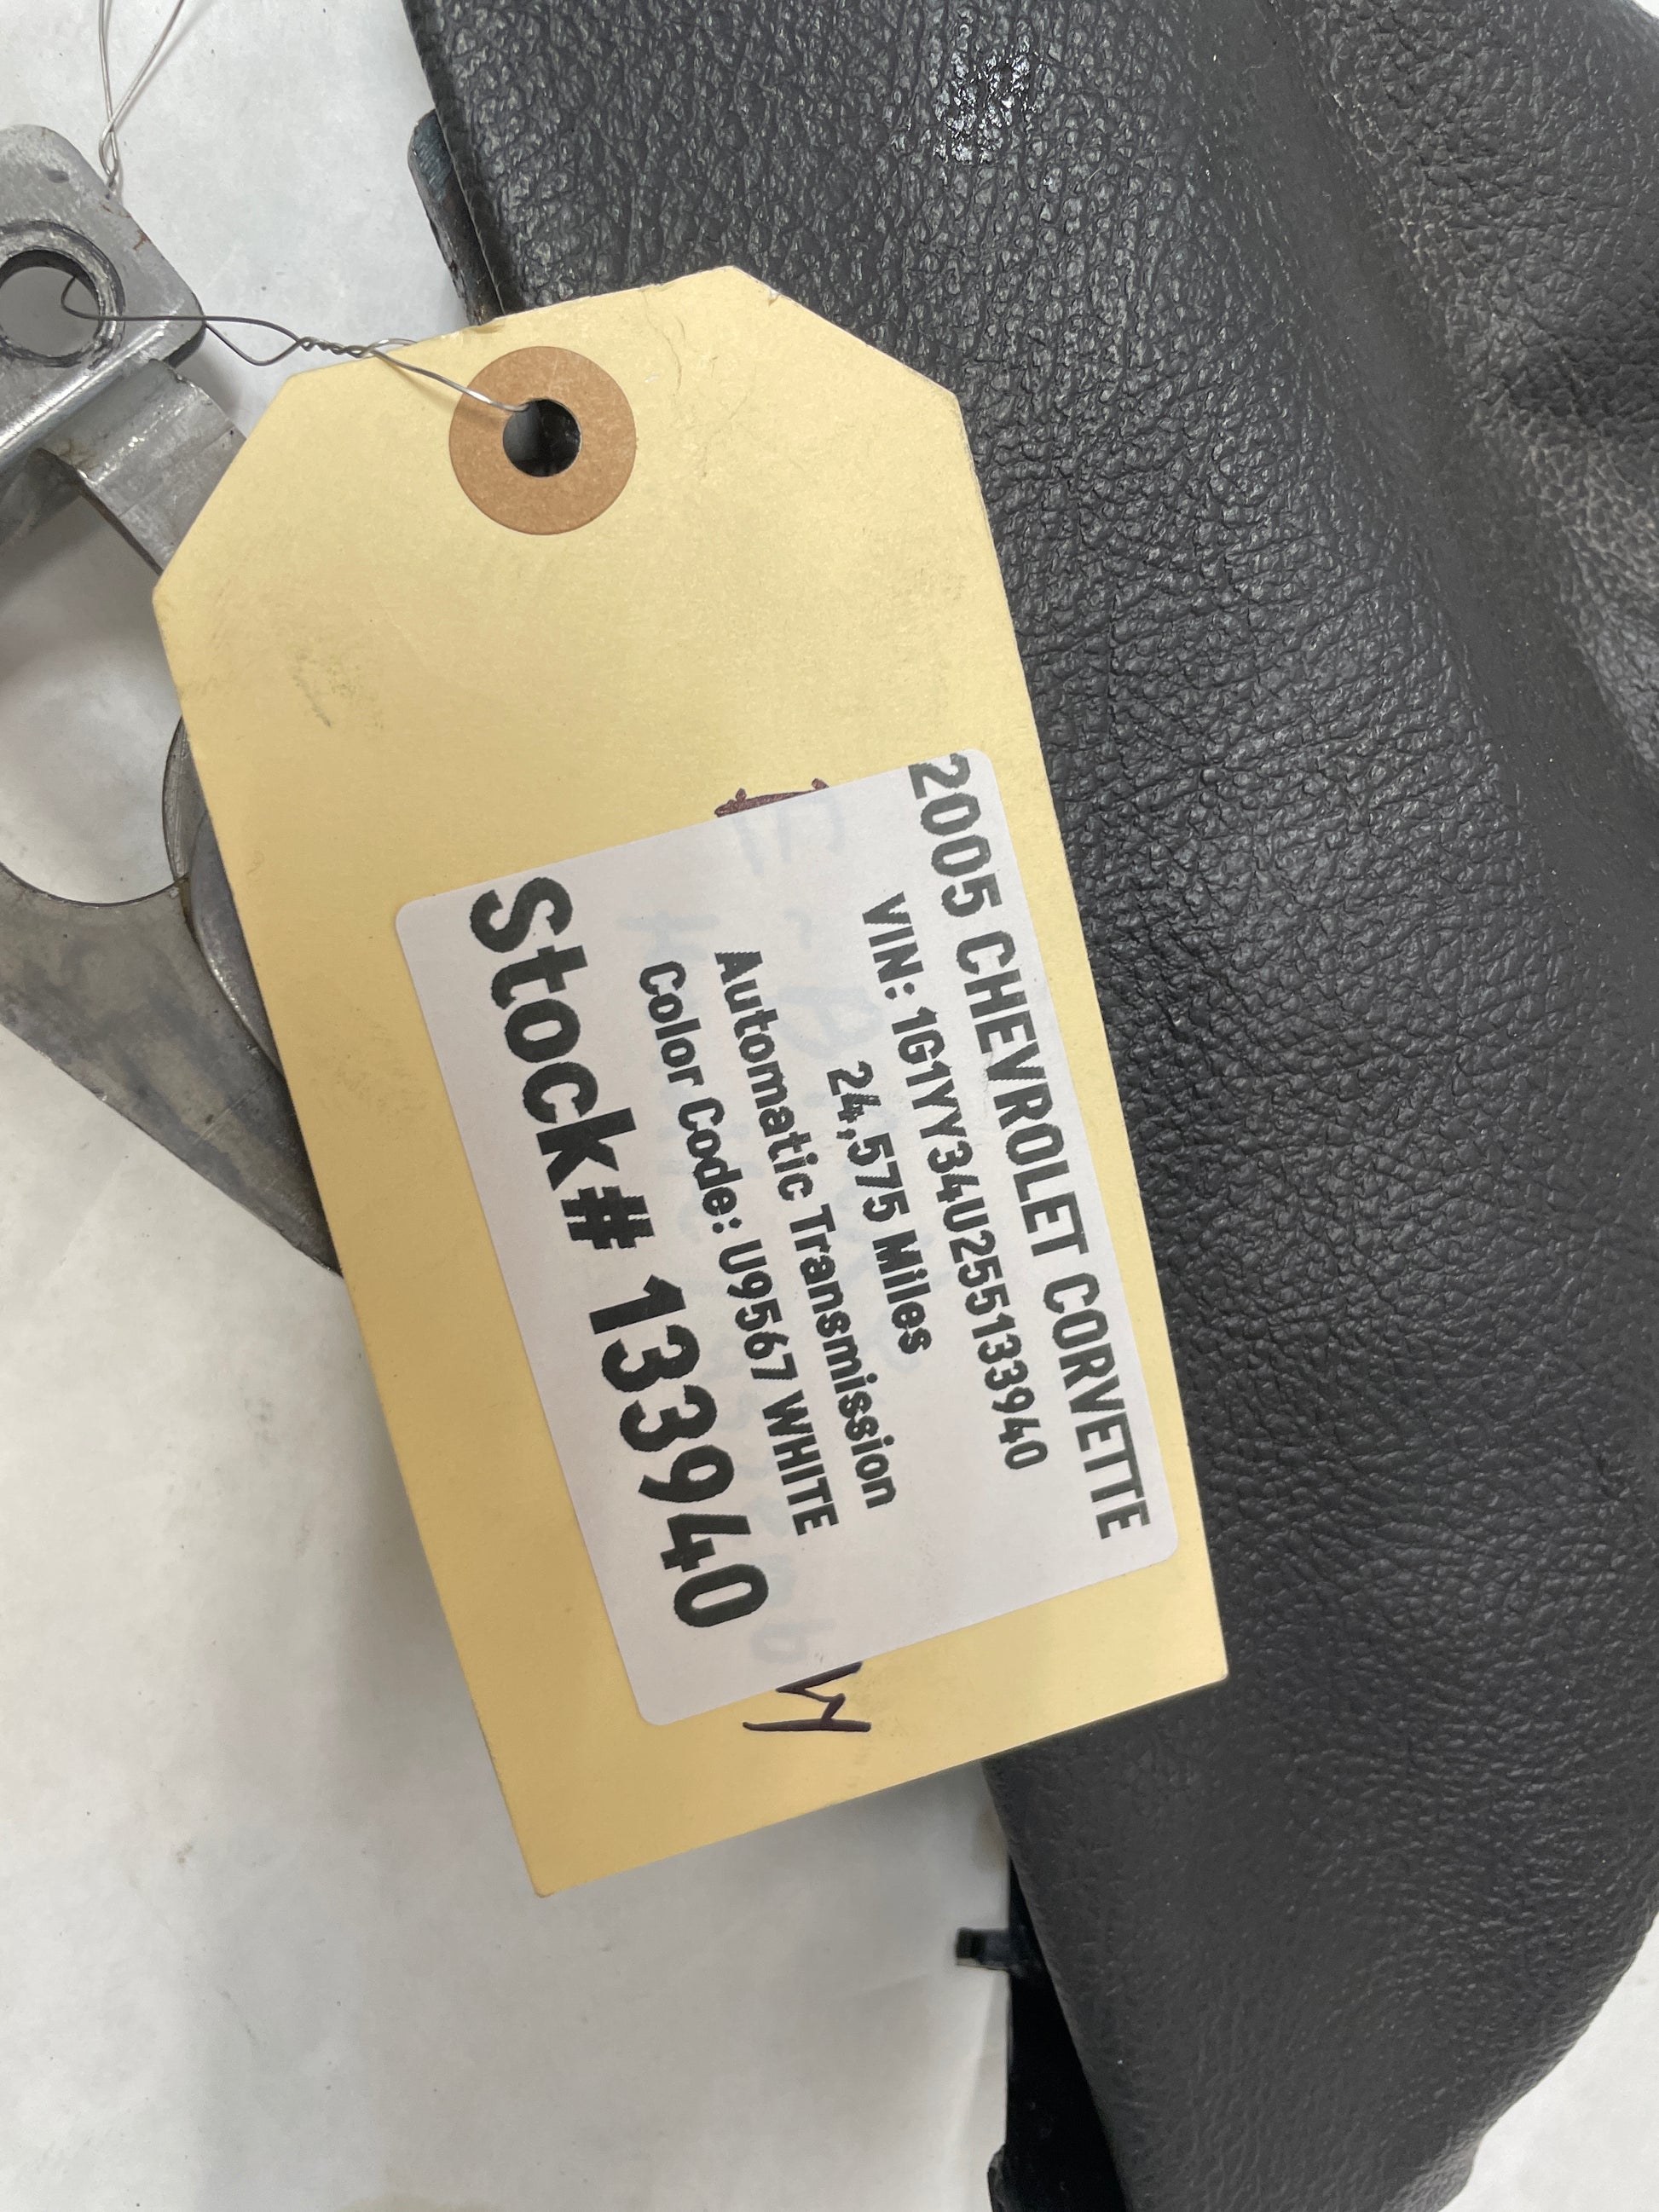 2005 CHEVROLET CORVETTE
VIN: 1G1YY34U255133940
24,575 Miles
Automatic Transmission
Color Code: U9567 WHITE
Stock# 133940